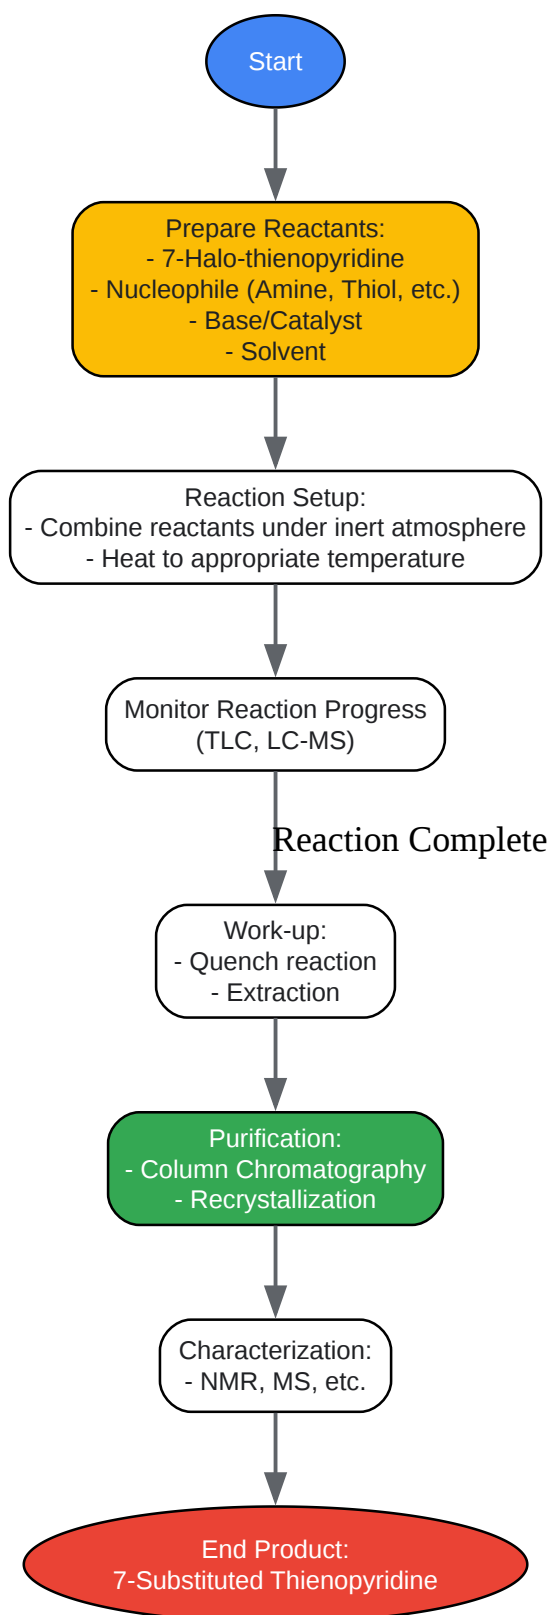 Start
Prepare Reactants:
- 7-Halo-thienopyridine
- Nucleophile (Amine, Thiol, etc.)
- Base/Catalyst
- Solvent
Reaction Setup:
- Combine reactants under inert atmosphere
- Heat to appropriate temperature
Monitor Reaction Progress
(TLC, LC-MS)
Reaction Complete
Work-up:
- Quench reaction
- Extraction
Purification:
- Column Chromatography
- Recrystallization
Characterization:
- NMR, MS, etc.
End Product:
7-Substituted Thienopyridine